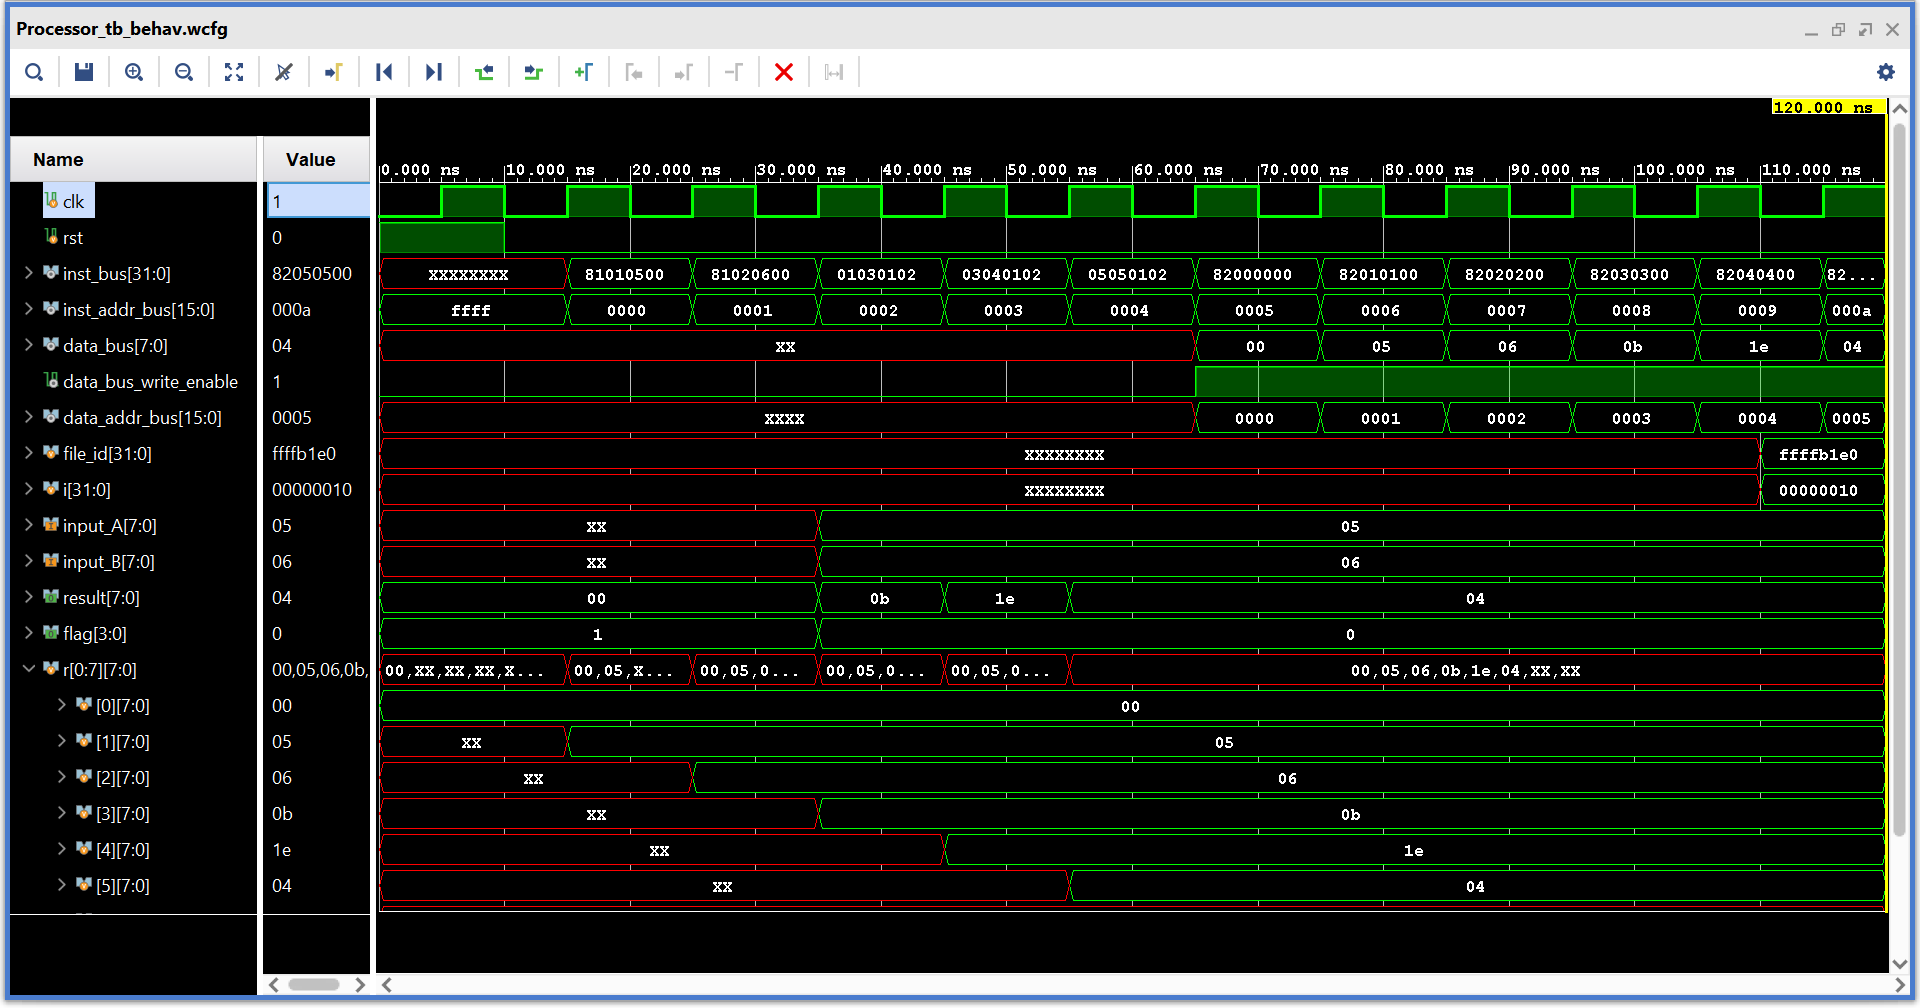 Processor_tb_behav.wcfg
120.000 ns
Name Value
0.000 ns 10.000 ns 20.000 ns 30.000 ns 40.000 ns 50.000 ns 60.000 ns 70.000 ns 80.000 ns 90.000 ns 100.000 ns 110.000 ns
clk 1
rst 0
inst_bus[31:0] 82050500 XXXXXXXX 81010500 81020600 01030102 03040102 05050102 82000000 82010100 82020200 82030300 82040400 82...
inst_addr_bus[15:0] 000a ffff 0000 0001 0002 0003 0004 0005 0006 0007 0008 0009 000a
data_bus[7:0] 04 XX 00 05 06 0b 1e 04
data_bus_write_enable 1
data_addr_bus[15:0] 0005 XXXX 0000 0001 0002 0003 0004 0005
file_id[31:0] ffffb1e0 XXXXXXXX ffffb1e0
i[31:0] 00000010 XXXXXXXX 00000010
input_A[7:0] 05 XX 05
input_B[7:0] 06 XX 06
result[7:0] 04 00 0b 1e 04
flag[3:0] 0 1 0
r[0:7][7:0] 00,05,06,0b, 00,XX,XX,XX,X... 00,05,X... 00,05,0... 00,05,0... 00,05,0... 00,05,06,0b,1e,04,XX,XX
[0][7:0] 00 00
[1][7:0] 05 XX 05
[2][7:0] 06 XX 06
[3][7:0] 0b XX 0b
[4][7:0] 1e XX 1e
[5][7:0] 04 XX 04